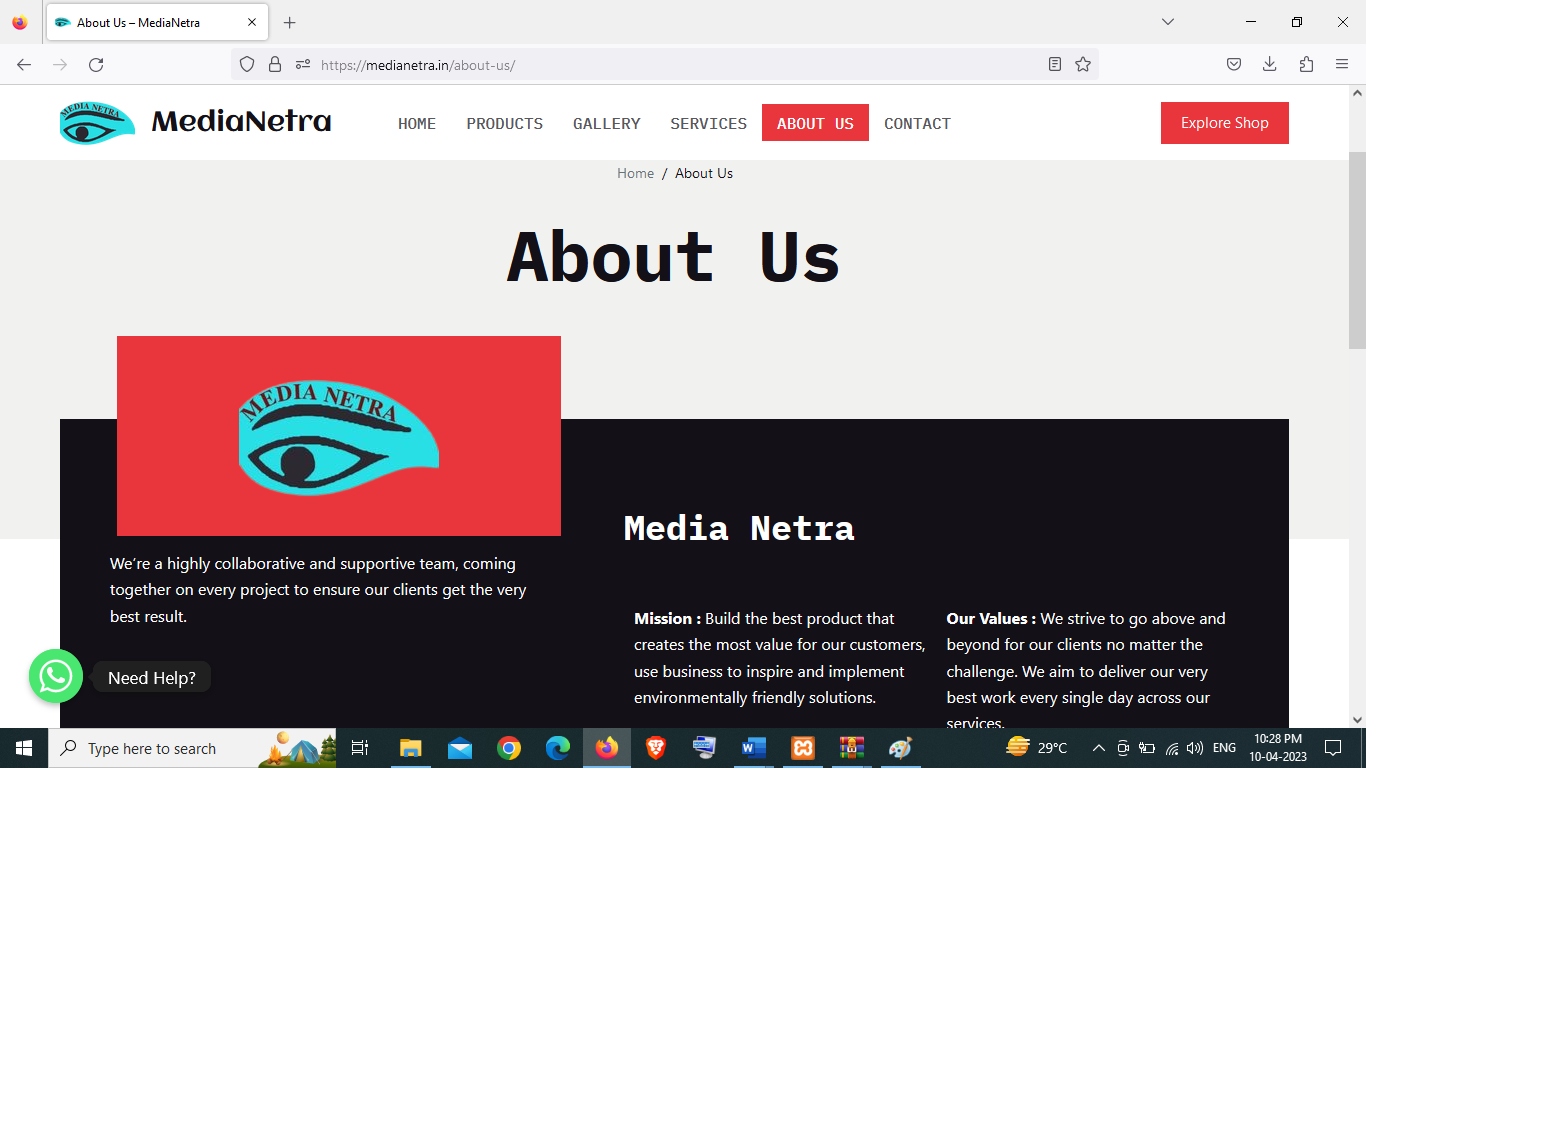 About Us – MediaNetra
https://medianetra.in/about-us/
MEDIA NETRA
MediaNetra
HOME
PRODUCTS
GALLERY
SERVICES
ABOUT US
CONTACT
Explore Shop
Home / About Us
About Us
MEDIA NETRA
We’re a highly collaborative and supportive team, coming
together on every project to ensure our clients get the very
best result.
Media Netra
Mission : Build the best product that
creates the most value for our customers,
use business to inspire and implement
environmentally friendly solutions.
Our Values : We strive to go above and
beyond for our clients no matter the
challenge. We aim to deliver our very
best work every single day across our
services.
Need Help?
Type here to search
29°C
ENG
10:28 PM
10-04-2023